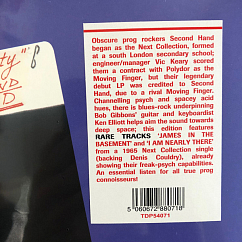 ty"
ND
D
Obscure prog rockers Second Hand
began as the Next Collection, formed
at a south London secondary school;
engineer/manager Vic Keary scored
them a contract with Polydor as the
Moving Finger, but their legendary
debut LP was credited to Second
Hand, due to a rival Moving Finger.
Channelling psych and spacey acid
hues, there is blues-rock underpinning
Bob Gibbons' guitar and keyboardist
Ken Elliott helps aim the sound towards
deep space; this edition features
RARE TRACKS 'JAMES IN
THE BASEMENT' and 'I AM NEARLY THERE'
from a 1965 Next Collection single
(backing Denis Couldry), already
showing their freak-psych capabilities.
An essential listen for all true prog
connoisseurs!
5 060672 880718
TDP54071